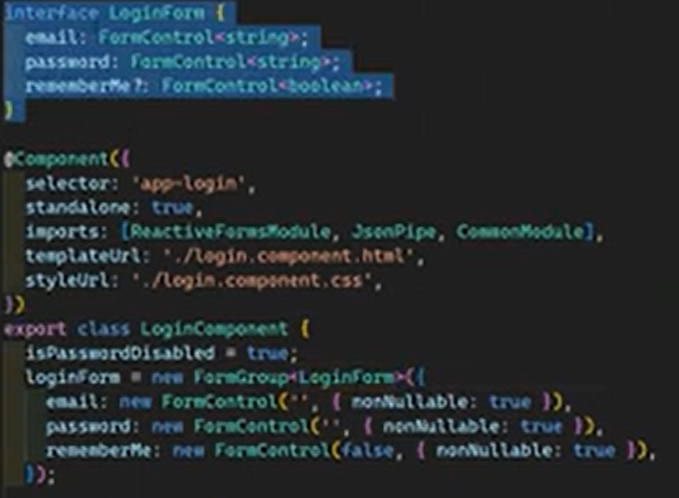 interface LoginForm {
  email: FormControl<string>;
  password: FormControl<string>;
  rememberMe?: FormControl<boolean>;
}
@Component({
  selector: 'app-login',
  standalone: true,
  imports: [ReactiveFormsModule, JsonPipe, CommonModule],
  templateUrl: './login.component.html',
  styleUrl: './login.component.css',
})
export class LoginComponent {
  isPasswordDisabled = true;
  loginForm = new FormGroup<LoginForm>({
    email: new FormControl('', { nonNullable: true }),
    password: new FormControl('', { nonNullable: true }),
    rememberMe: new FormControl(false, { nonNullable: true }),
  });